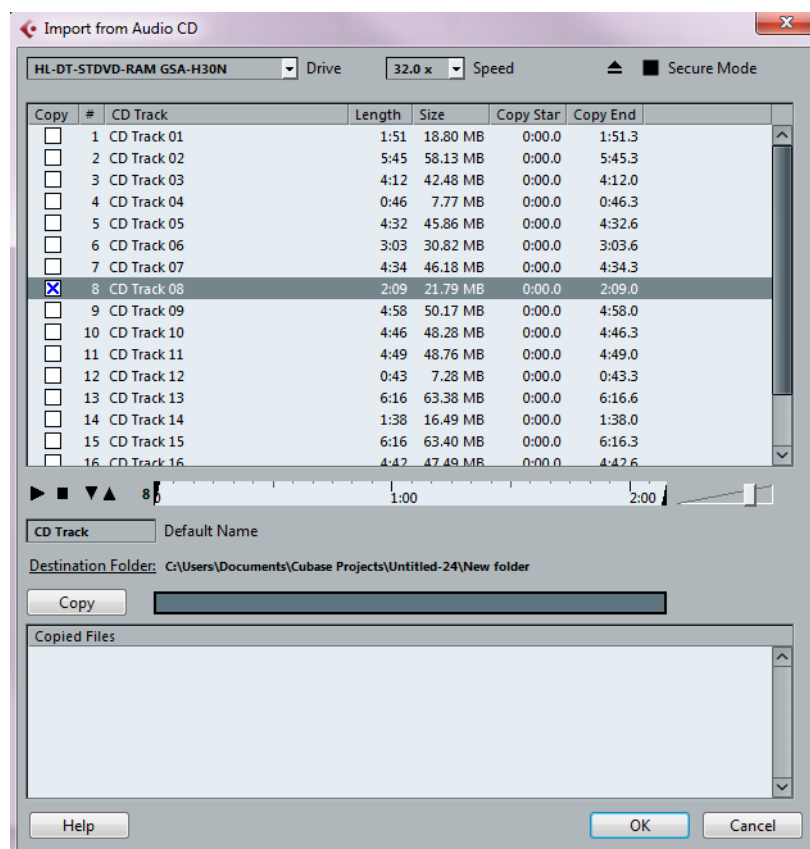 Import from Audio CD
HL-DT-STDVD-RAM GSA-H30N Drive 32.0 x Speed Secure Mode
Copy # CD Track Length Size Copy Star Copy End
1 CD Track 01 1:51 18.80 MB 0:00.0 1:51.3
2 CD Track 02 5:45 58.13 MB 0:00.0 5:45.3
3 CD Track 03 4:12 42.48 MB 0:00.0 4:12.0
4 CD Track 04 0:46 7.77 MB 0:00.0 0:46.3
5 CD Track 05 4:32 45.86 MB 0:00.0 4:32.6
6 CD Track 06 3:03 30.82 MB 0:00.0 3:03.6
7 CD Track 07 4:34 46.18 MB 0:00.0 4:34.3
8 CD Track 08 2:09 21.79 MB 0:00.0 2:09.0
9 CD Track 09 4:58 50.17 MB 0:00.0 4:58.0
10 CD Track 10 4:46 48.28 MB 0:00.0 4:46.3
11 CD Track 11 4:49 48.76 MB 0:00.0 4:49.0
12 CD Track 12 0:43 7.28 MB 0:00.0 0:43.3
13 CD Track 13 6:16 63.38 MB 0:00.0 6:16.6
14 CD Track 14 1:38 16.49 MB 0:00.0 1:38.0
15 CD Track 15 6:16 63.40 MB 0:00.0 6:16.3
16 CD Track 16 4:42 47.49 MB 0:00.0 4:42.6
8 1:00 2:00
CD Track Default Name
Destination Folder: C:\Users\Documents\Cubase Projects\Untitled-24\New folder
Copy
Copied Files
Help OK Cancel